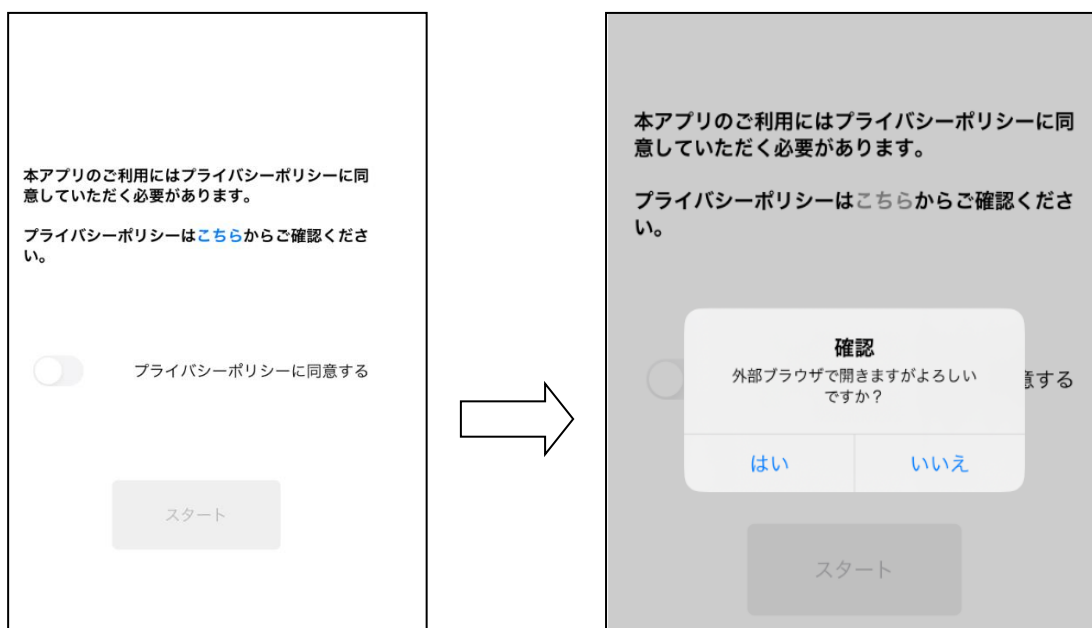 本アプリのご利用にはプライバシーポリシーに同
意していただく必要があります。
プライバシーポリシーはこちらからご確認くださ
い。
プライバシーポリシーに同意する
スタート
本アプリのご利用にはプライバシーポリシーに同
意していただく必要があります。
プライバシーポリシーはこちらからご確認くださ
い。
確認
外部ブラウザで開きますがよろしい
ですか？
意する
はい いいえ
スタート